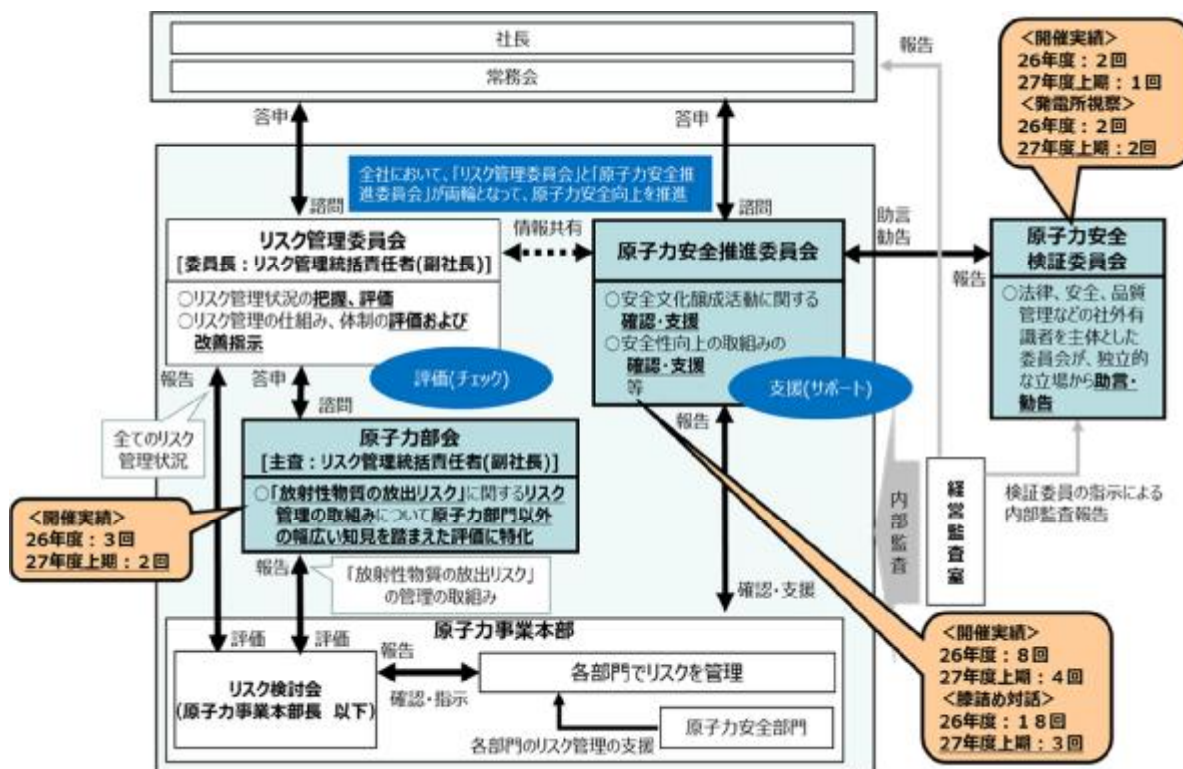 社長
常務会
報告
<開催実績>
26年度：2回
27年度上期：1回
<発電所視察>
26年度：2回
27年度上期：2回
答申
答申
全社において、「リスク管理委員会」と「原子力安全推
進委員会」が両輪となって、原子力安全向上を推進
諮問
諮問
リスク管理委員会
[委員長：リスク管理統括責任者(副社長)]
○リスク管理状況の把握、評価
○リスク管理の仕組み、体制の評価および
改善指示
情報共有
原子力安全推進委員会
○安全文化醸成活動に関する
確認・支援
○安全性向上の取組みの
確認・支援
等
助言
勧告
報告
原子力安全
検証委員会
○法律、安全、品質
管理などの社外有
識者を主体とした
委員会が、独立的
な立場から助言・
勧告
評価(チェック)
支援(サポート)
報告
答申
諮問
全てのリスク
管理状況
原子力部会
[主査：リスク管理統括責任者(副社長)]
○「放射性物質の放出リスク」に関するリスク
管理の取組みについて原子力部門以外
の幅広い知見を踏まえた評価に特化
<開催実績>
26年度：3回
27年度上期：2回
報告
「放射性物質の放出リスク」
の管理の取組み
報告
確認・支援
内部監査
経営監査室
検証委員の指示による
内部監査報告
原子力事業本部
評価
評価
リスク検討会
(原子力事業本部長 以下)
報告
確認・指示
各部門でリスクを管理
原子力安全部門
各部門のリスク管理の支援
<開催実績>
26年度：8回
27年度上期：4回
<膝詰め対話>
26年度：18回
27年度上期：3回